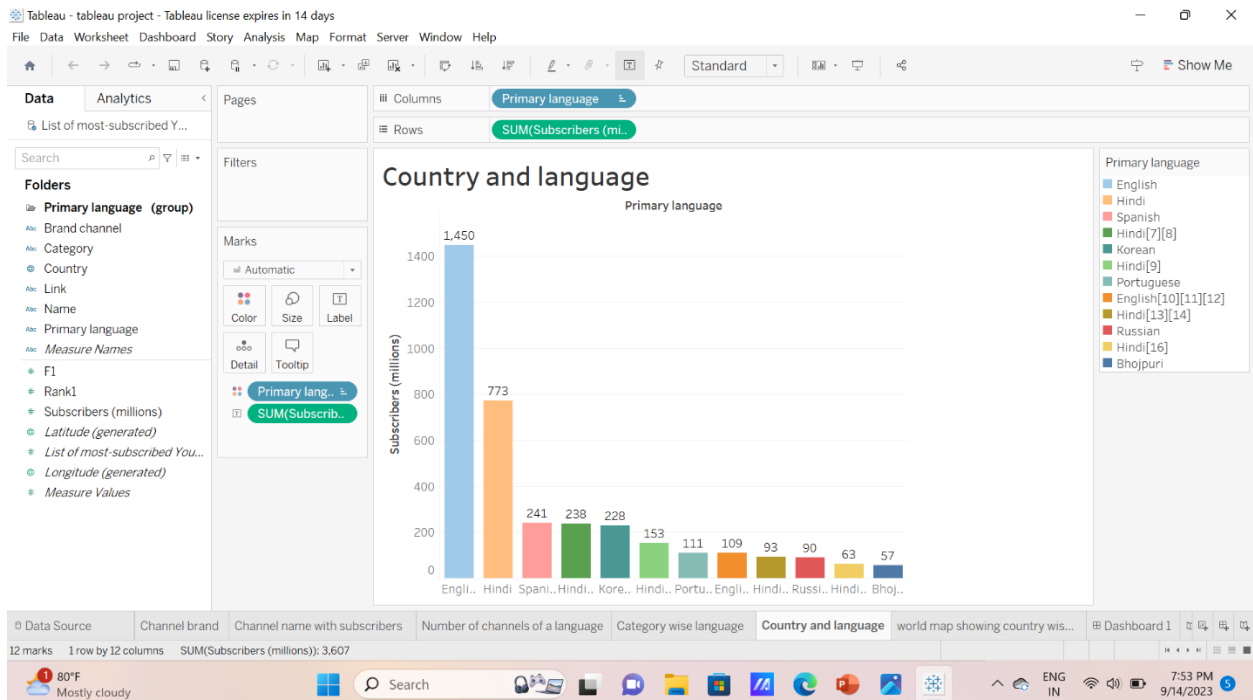 Tableau - tableau project - Tableau license expires in 14 days
File Data Worksheet Dashboard Story Analysis Map Format Server Window Help
Standard
Show Me
Data Analytics
List of most-subscribed Y...
Search
Folders
Primary language (group)
Abc Brand channel
Abc Category
Country
Abc Link
Abc Name
Abc Primary language
Abc Measure Names
# F1
# Rank1
# Subscribers (millions)
Latitude (generated)
# List of most-subscribed You...
Longitude (generated)
# Measure Values
Pages
Filters
Marks
Automatic
Color Size Label
Detail Tooltip
Primary lang..
SUM(Subscrib..
Columns Primary language
Rows SUM(Subscribers (mi..
Country and language
Primary language
Subscribers (millions)
1400
1200
1000
800
600
400
200
0
1,450
773
241
238
228
153
111
109
93
90
63
57
Engli.. Hindi Spani.. Hindi.. Kore.. Hindi.. Portu.. Engli.. Hindi.. Russi.. Hindi.. Bhoj..
Primary language
English
Hindi
Spanish
Hindi[7][8]
Korean
Hindi[9]
Portuguese
English[10][11][12]
Hindi[13][14]
Russian
Hindi[16]
Bhojpuri
Data Source Channel brand Channel name with subscribers Number of channels of a language Category wise language Country and language world map showing country wis... Dashboard 1
12 marks 1 row by 12 columns SUM(Subscribers (millions)): 3,607
1
80°F
Mostly cloudy
Search
ENG
IN
7:53 PM
9/14/2023
5